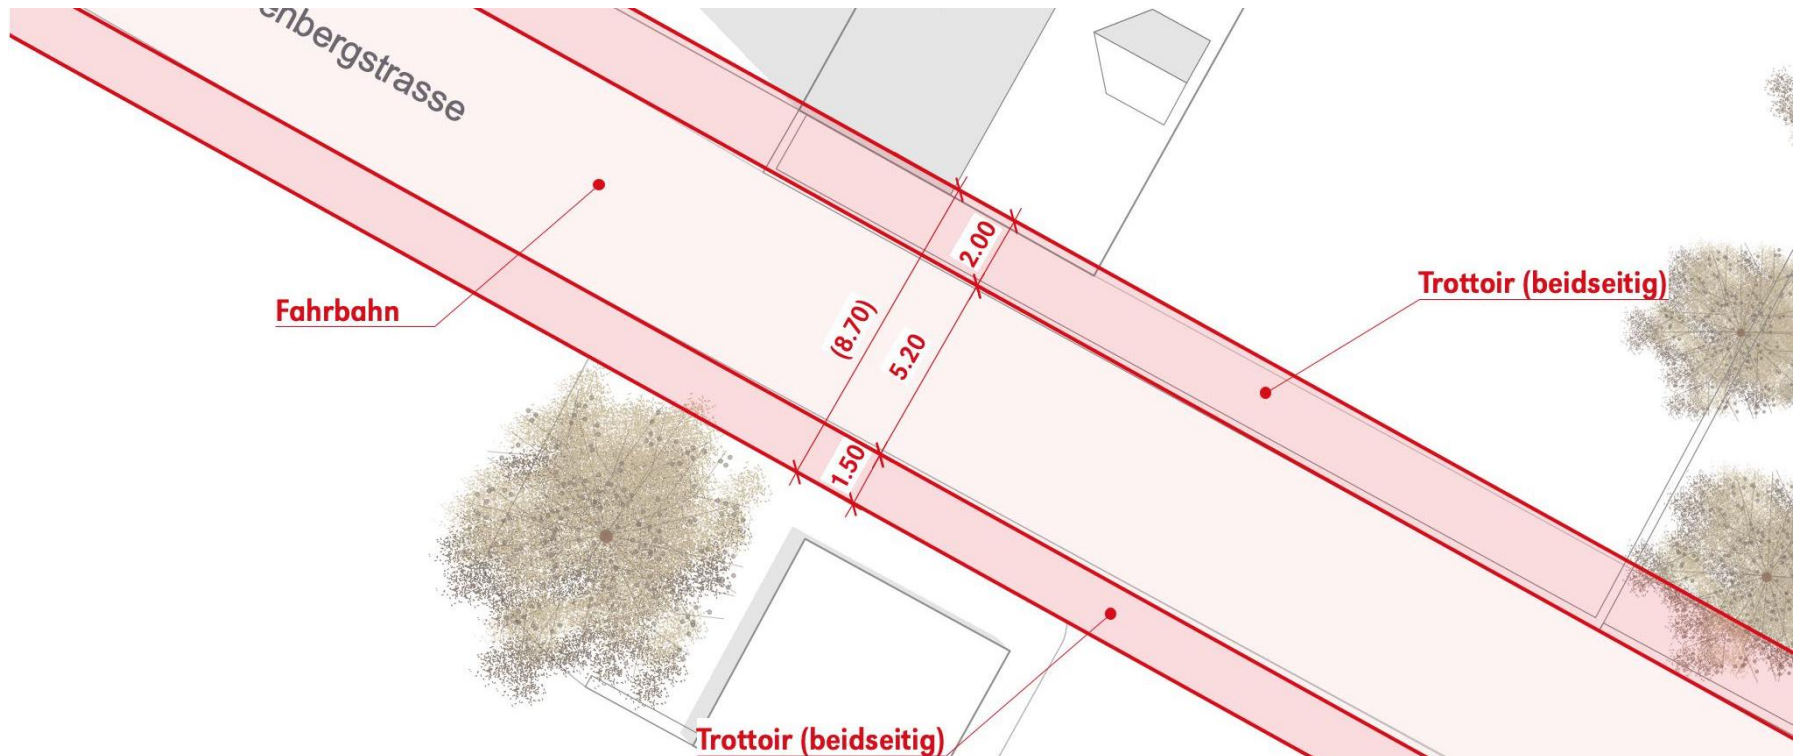 enbergstrasse
2.00
Trottoir (beidseitig)
Fahrbahn
(8.70)
5.20
1.50
Trottoir (beidseitig)